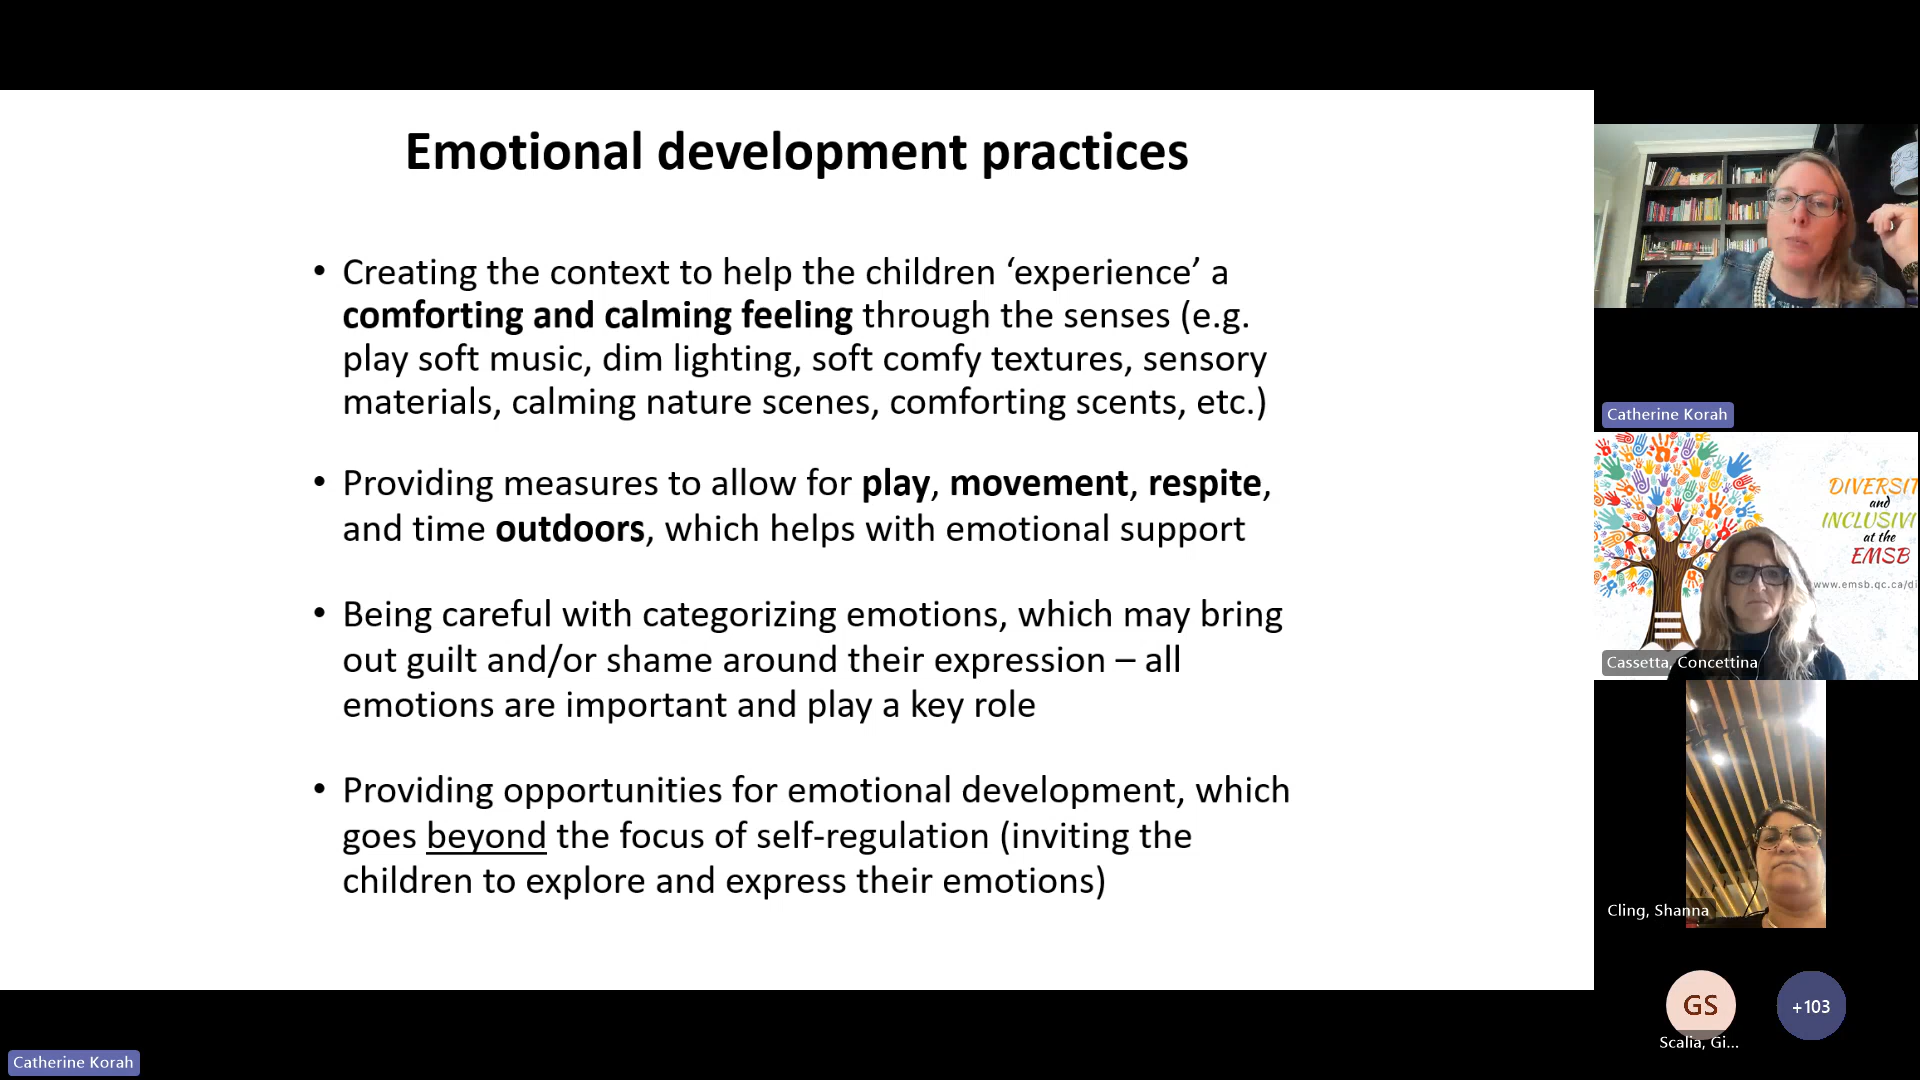 Emotional development practices
• Creating the context to help the children ‘experience’ a
comforting and calming feeling through the senses (e.g.
play soft music, dim lighting, soft comfy textures, sensory
materials, calming nature scenes, comforting scents, etc.)
• Providing measures to allow for play, movement, respite,
and time outdoors, which helps with emotional support
• Being careful with categorizing emotions, which may bring
out guilt and/or shame around their expression – all
emotions are important and play a key role
• Providing opportunities for emotional development, which
goes beyond the focus of self-regulation (inviting the
children to explore and express their emotions)
Catherine Korah
DIVERSIT
and
INCLUSIVI
at the
EMSB
www.emsb.qc.ca/di
Cassetta, Concettina
Cling, Shanna
GS
+103
Scalia, Gi...
Catherine Korah